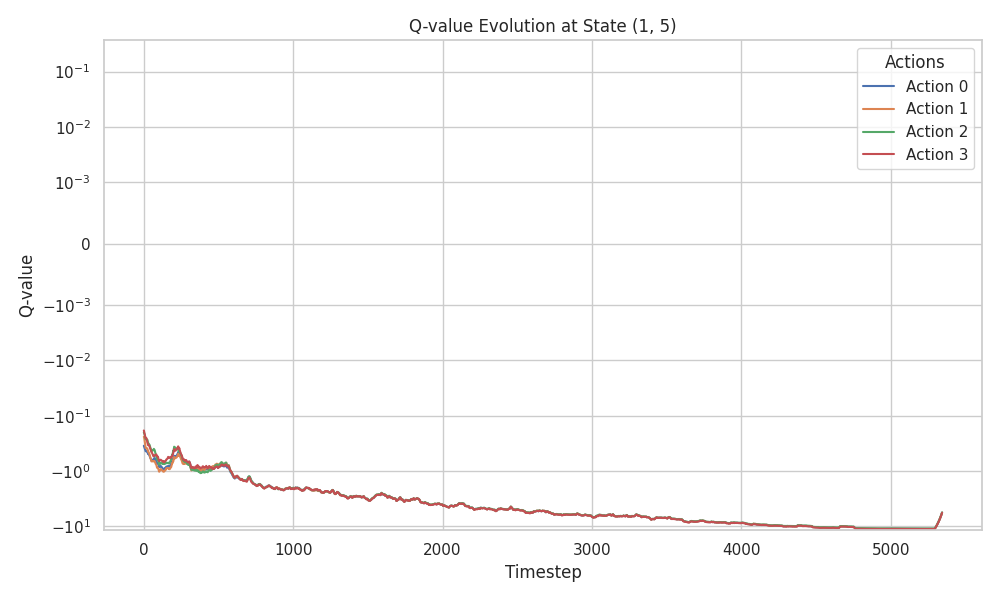 Q-value Evolution at State (1, 5)
Q-value
10⁻¹
10⁻²
10⁻³
0
−10⁻³
−10⁻²
−10⁻¹
−10⁰
−10¹
Actions
Action 0
Action 1
Action 2
Action 3
0 1000 2000 3000 4000 5000
Timestep